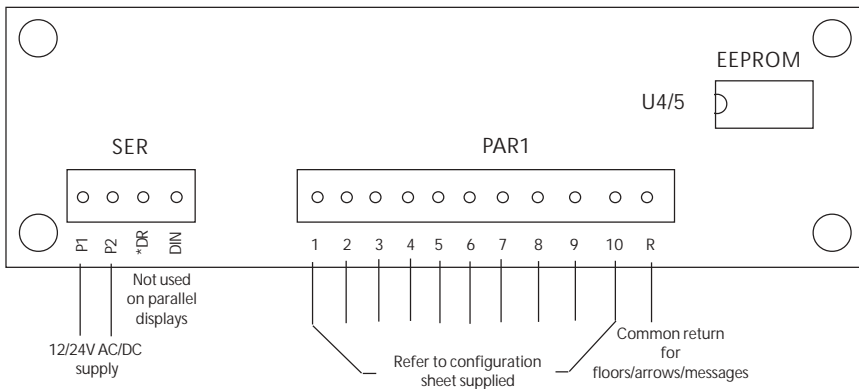 EEPROM
U4/5
SER
PAR1
P1 P2 *DR DIN
1 2 3 4 5 6 7 8 9 10 R
Not used
on parallel
displays
12/24V AC/DC
supply
Refer to configuration
sheet supplied
Common return
for
floors/arrows/messages